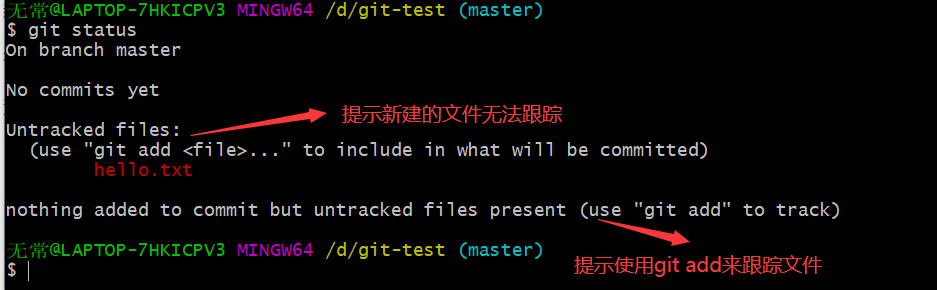 无常@LAPTOP-7HKICPV3 MINGW64 /d/git-test (master)
$ git status
On branch master
No commits yet
提示新建的文件无法跟踪
Untracked files:
(use "git add <file>..." to include in what will be committed)
hello.txt
nothing added to commit but untracked files present (use "git add" to track)
无常@LAPTOP-7HKICPV3 MINGW64 /d/git-test (master)
$
提示使用git add来跟踪文件